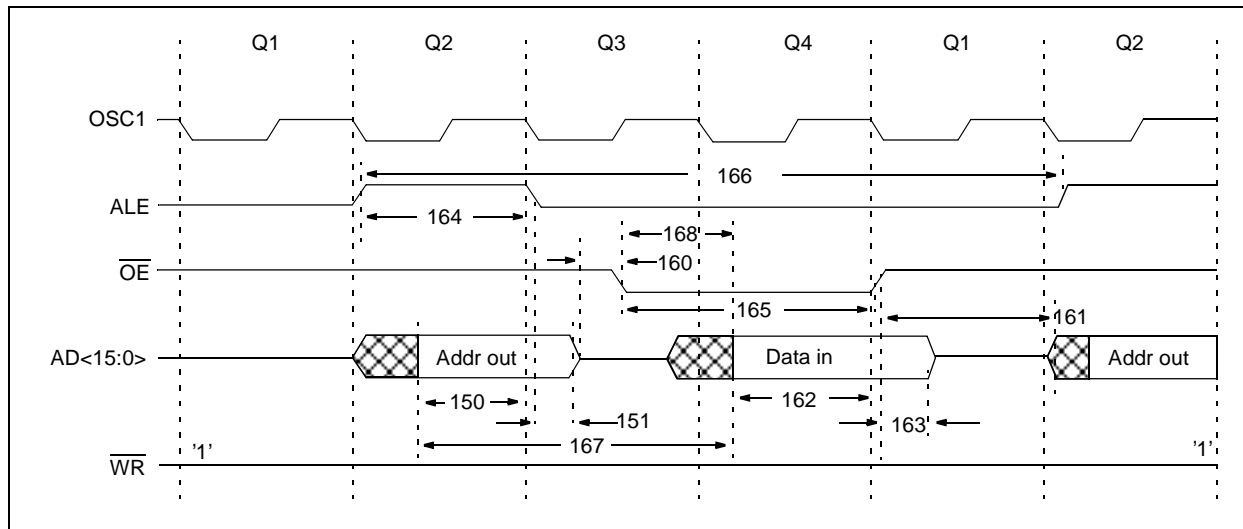 Q1 Q2 Q3 Q4 Q1 Q2
OSC1
166
ALE
164
168
OE
160
165
161
AD<15:0>
Addr out
Data in
Addr out
150
162
151
163
167
WR
'1'
'1'